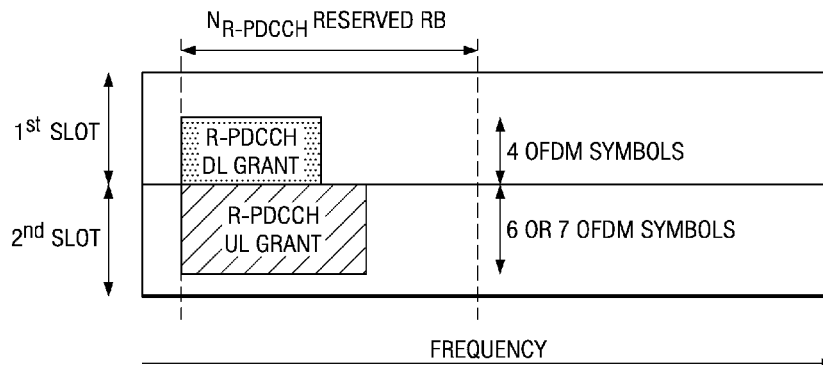 N_R-PDCCH RESERVED RB
1st SLOT
R-PDCCH
DL GRANT
4 OFDM SYMBOLS
2nd SLOT
R-PDCCH
UL GRANT
6 OR 7 OFDM SYMBOLS
FREQUENCY